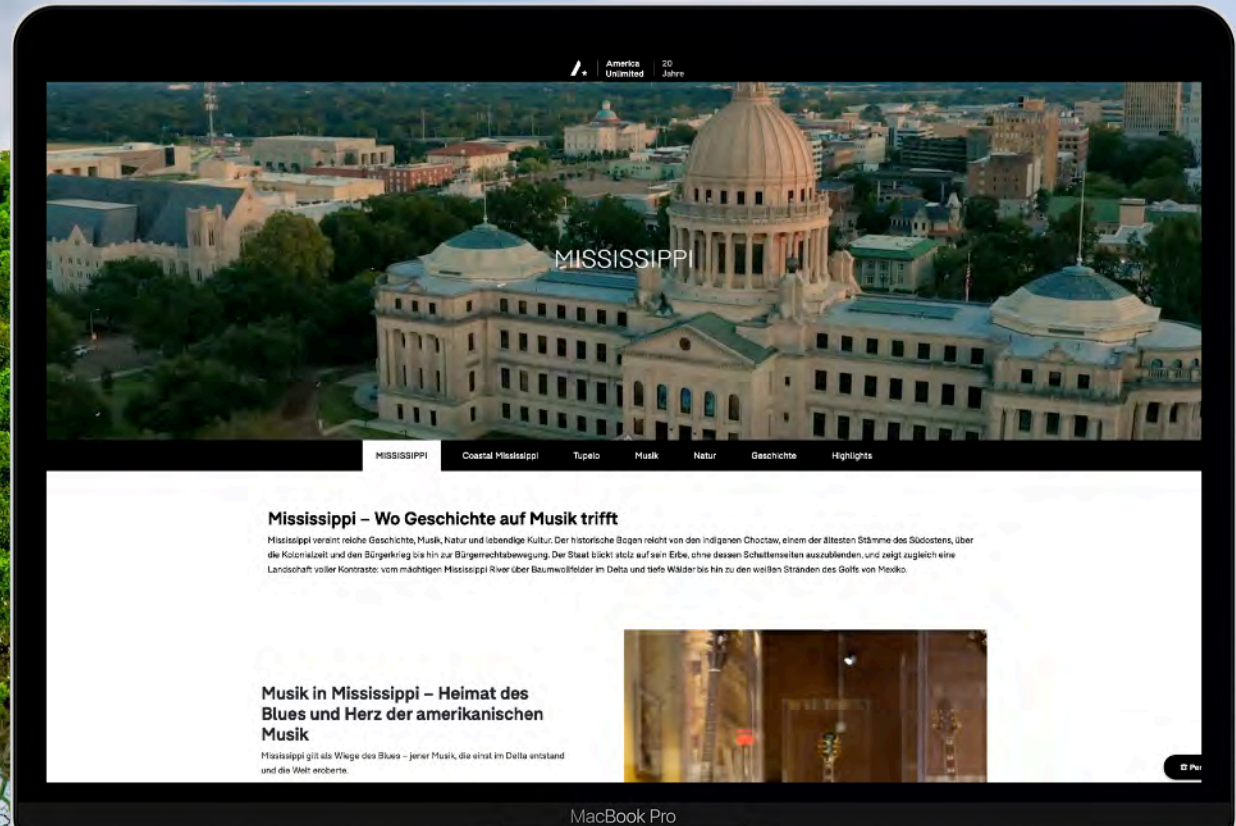 America
Unlimited
20
Jahre
MISSISSIPPI
MISSISSIPPI Coastal Mississippi Tupelo Musik Natur Geschichte Highlights
Mississippi – Wo Geschichte auf Musik trifft
Mississippi vereint reiche Geschichte, Musik, Natur und lebendige Kultur. Der historische Bogen reicht von den indigenen Choctaw, einem der ältesten Stämme des Südostens, über
die Kolonialzeit und den Bürgerkrieg bis hin zur Bürgerrechtsbewegung. Der Staat blickt stolz auf sein Erbe, ohne dessen Schattenseiten auszublenden, und zeigt zugleich eine
Landschaft voller Kontraste: vom mächtigen Mississippi River über Baumwollfelder im Delta und tiefe Wälder bis hin zu den weißen Stränden des Golfs von Mexiko.
Musik in Mississippi – Heimat des
Blues und Herz der amerikanischen
Musik
Mississippi gilt als Wiege des Blues – jener Musik, die einst im Delta entstand
und die Welt eroberte.
MacBook Pro